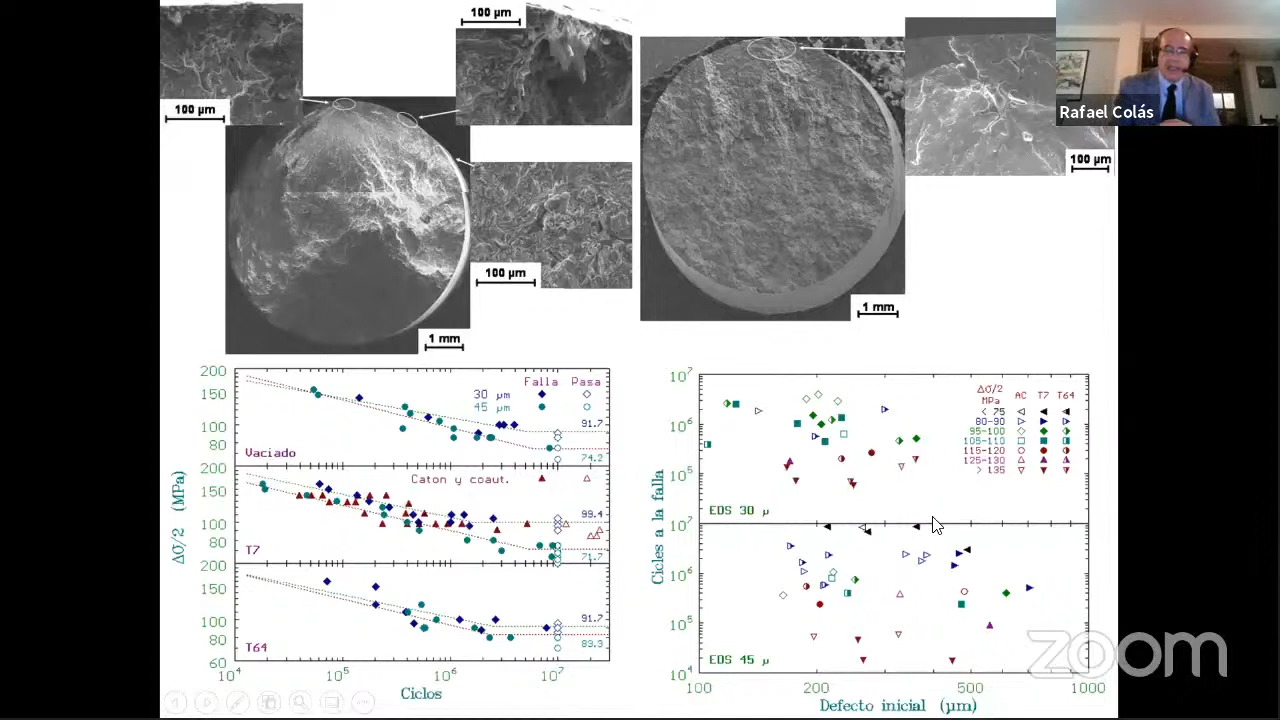 100 µm
100 µm
100 µm
1 mm
1 mm
100 µm
Rafael Colás
200
150
100
80
Falla Pasa
30 µm
45 µm
91.7
74.2
Vaciado
200
150
100
80
Caton y coaut.
99.4
71.7
T7
200
150
100
80
60
91.7
83.3
T64
Δσ/2 (MPa)
10⁴ 10⁵ 10⁶ 10⁷
Ciclos
10⁷
10⁶
10⁵
Δσ/2 AC T7 T64
MPa
< 75
80-90
95-100
105-110
115-120
125-130
> 135
EDS 30 µ
10⁷
10⁶
10⁵
10⁴
EDS 45 µ
Ciclos a la falla
100 200 500 1000
Defecto inicial (µm)
zoom